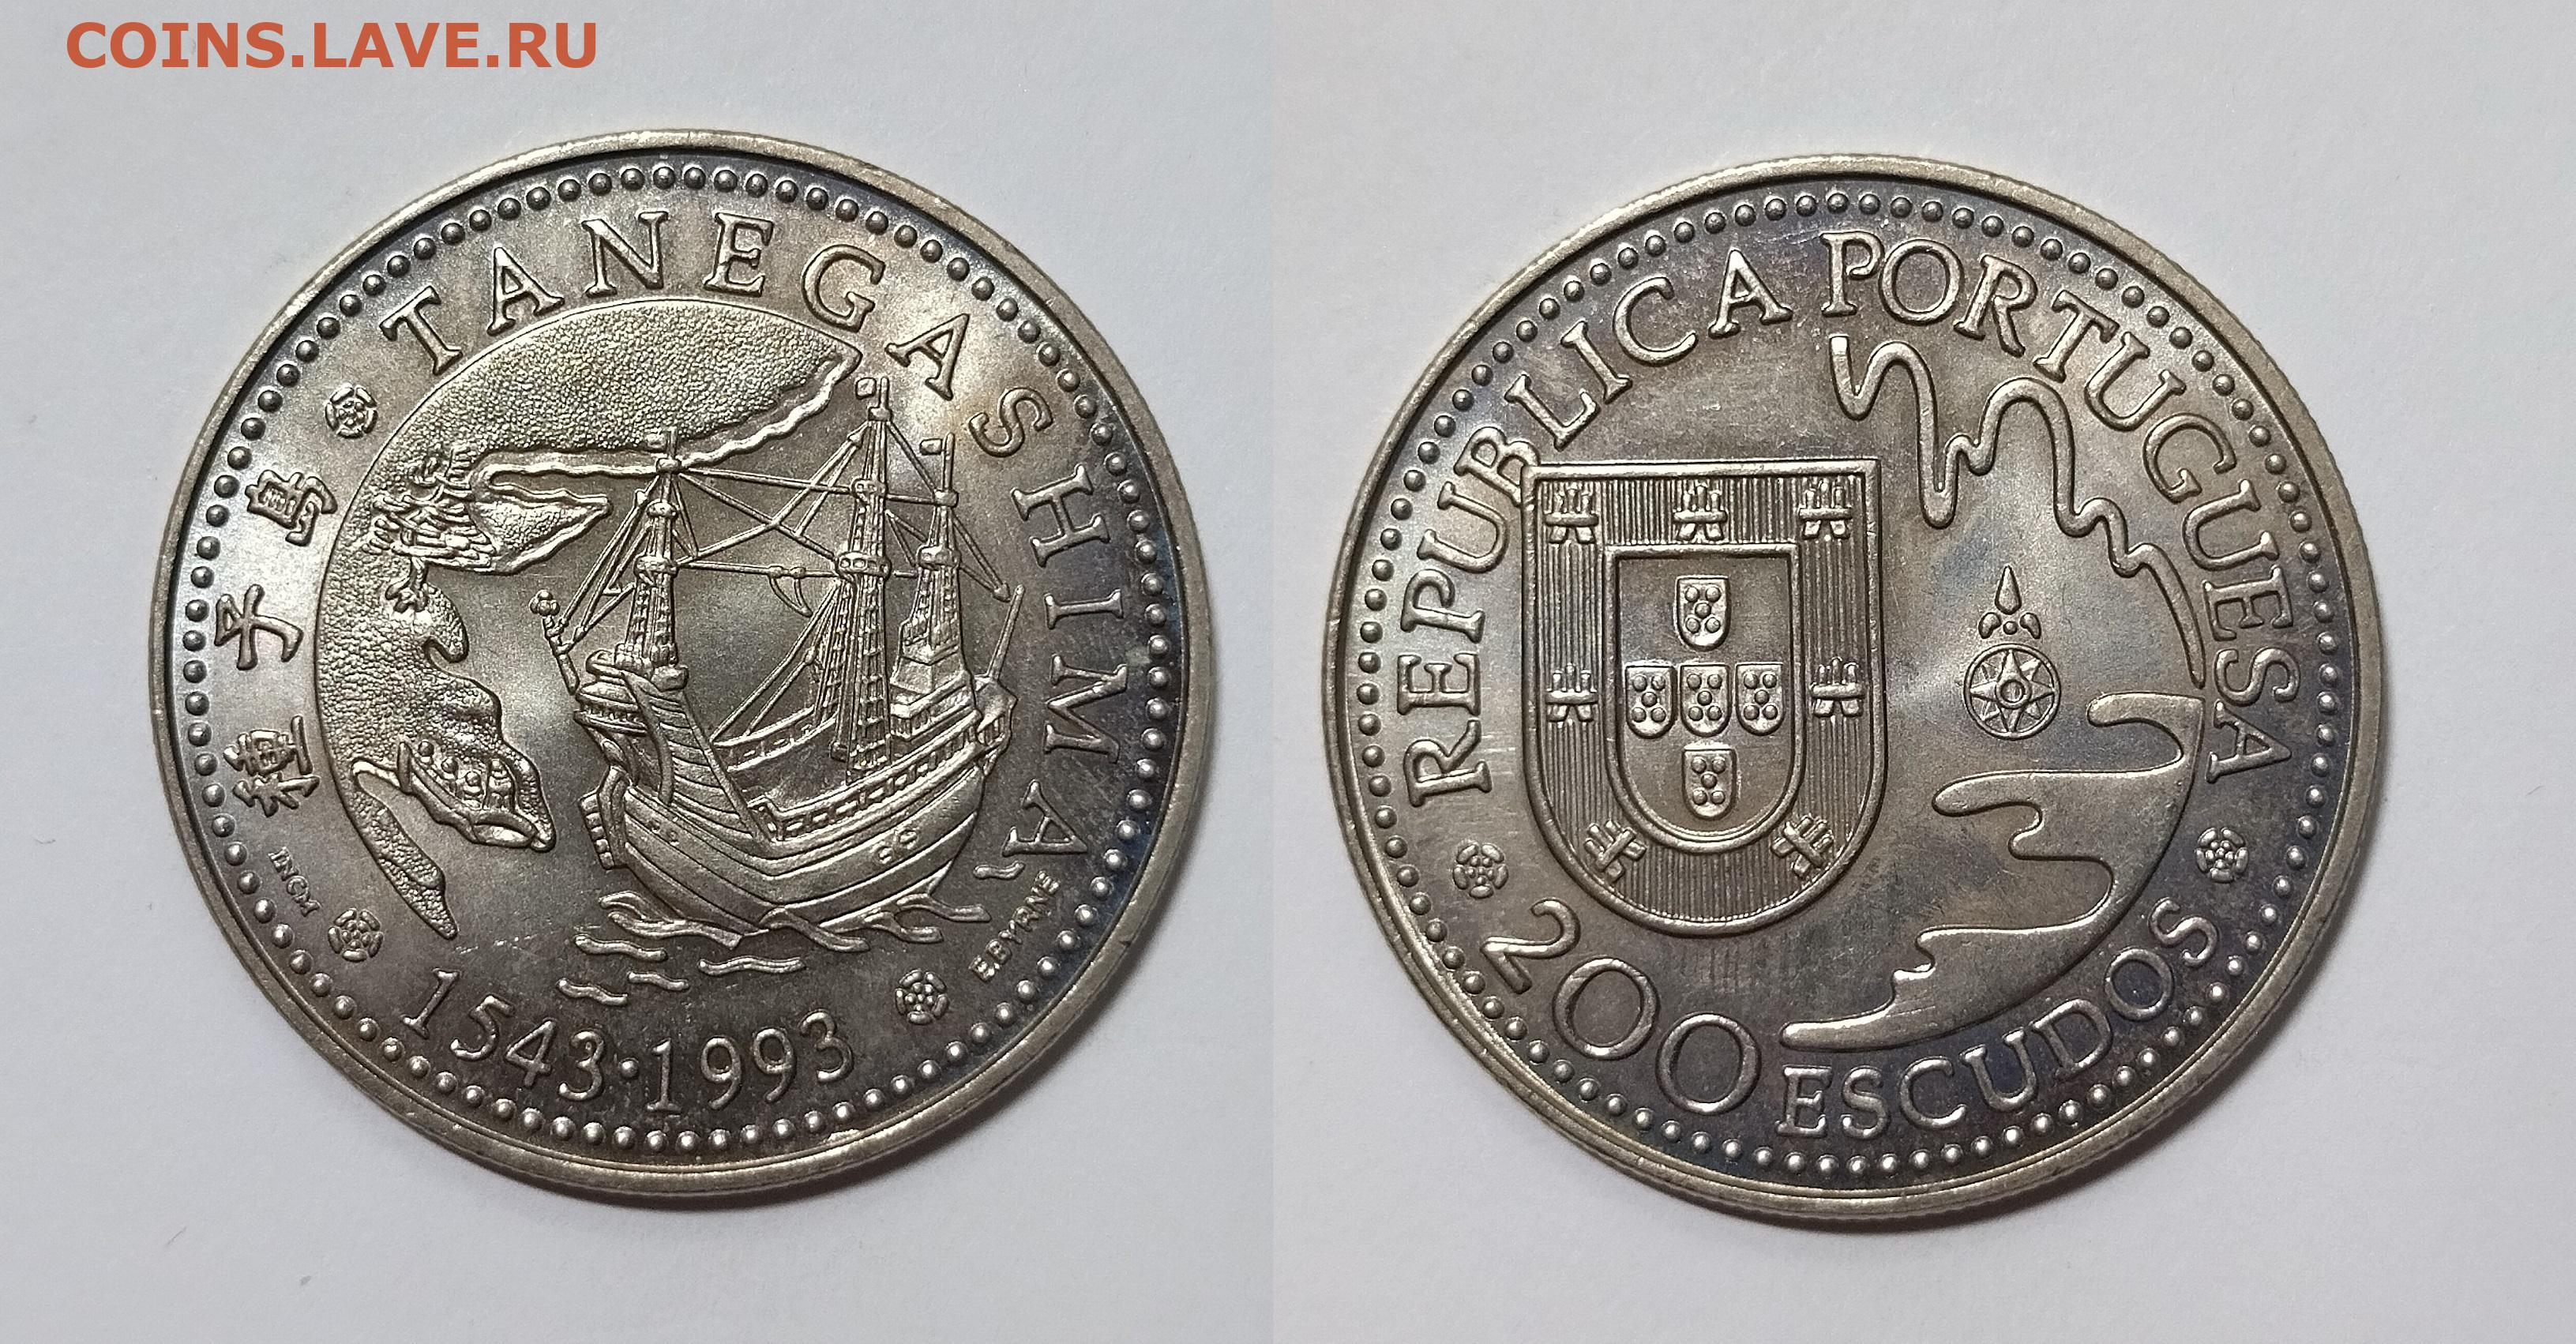 COINS.LAVE.RU
TANEGASHIMA
種子島
INCM
E.BYRNE
1543·1993
REPUBLICA PORTUGUESA
200 ESCUDOS